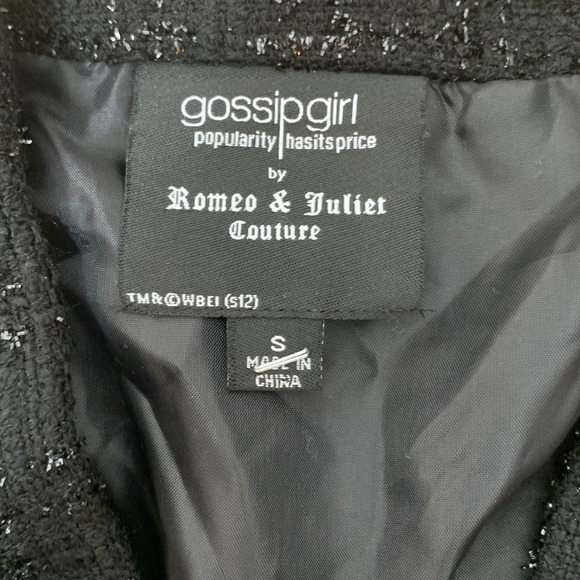 gossipgirl
popularity hasitsprice
by
Romeo & Juliet
Couture
TM&©WBEI (s12)
S
MADE IN
CHINA